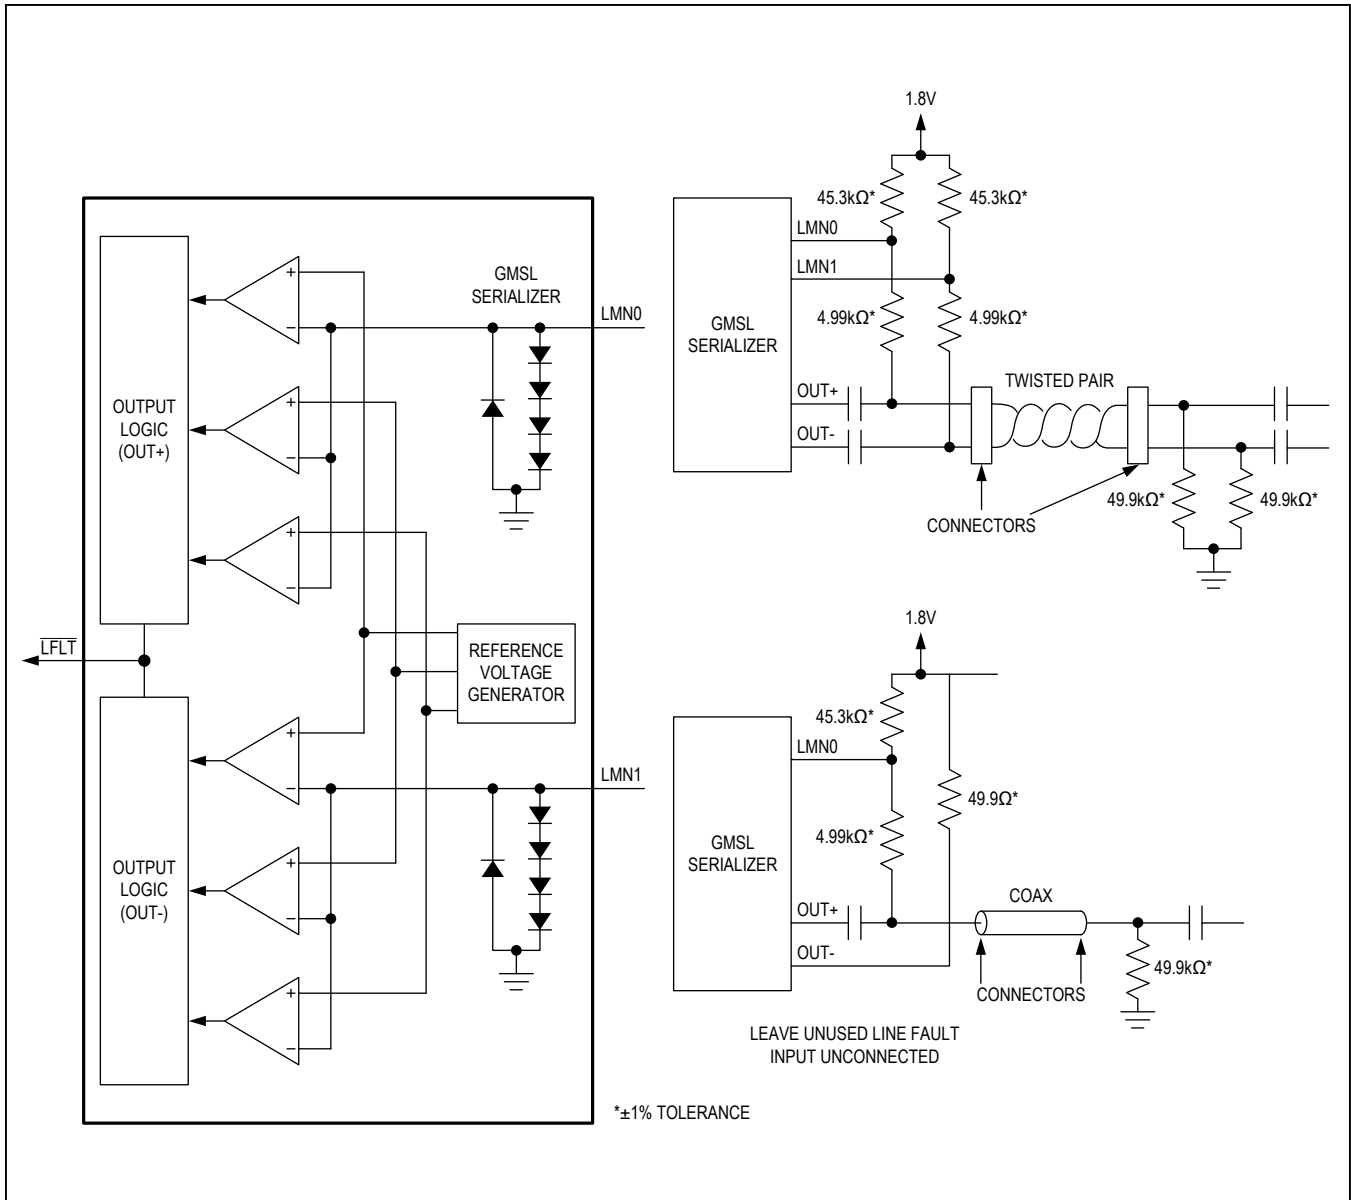 GMSL
SERIALIZER
LMN0
OUTPUT
LOGIC
(OUT+)
+
−
+
−
+
−
LFLT
REFERENCE
VOLTAGE
GENERATOR
LMN1
OUTPUT
LOGIC
(OUT-)
+
−
+
−
+
−
*±1% TOLERANCE
1.8V
45.3kΩ*
45.3kΩ*
LMN0
LMN1
4.99kΩ*
4.99kΩ*
GMSL
SERIALIZER
OUT+
OUT-
TWISTED PAIR
CONNECTORS
49.9kΩ*
49.9kΩ*
1.8V
45.3kΩ*
LMN0
49.9Ω*
4.99kΩ*
GMSL
SERIALIZER
OUT+
OUT-
COAX
CONNECTORS
49.9kΩ*
LEAVE UNUSED LINE FAULT
INPUT UNCONNECTED